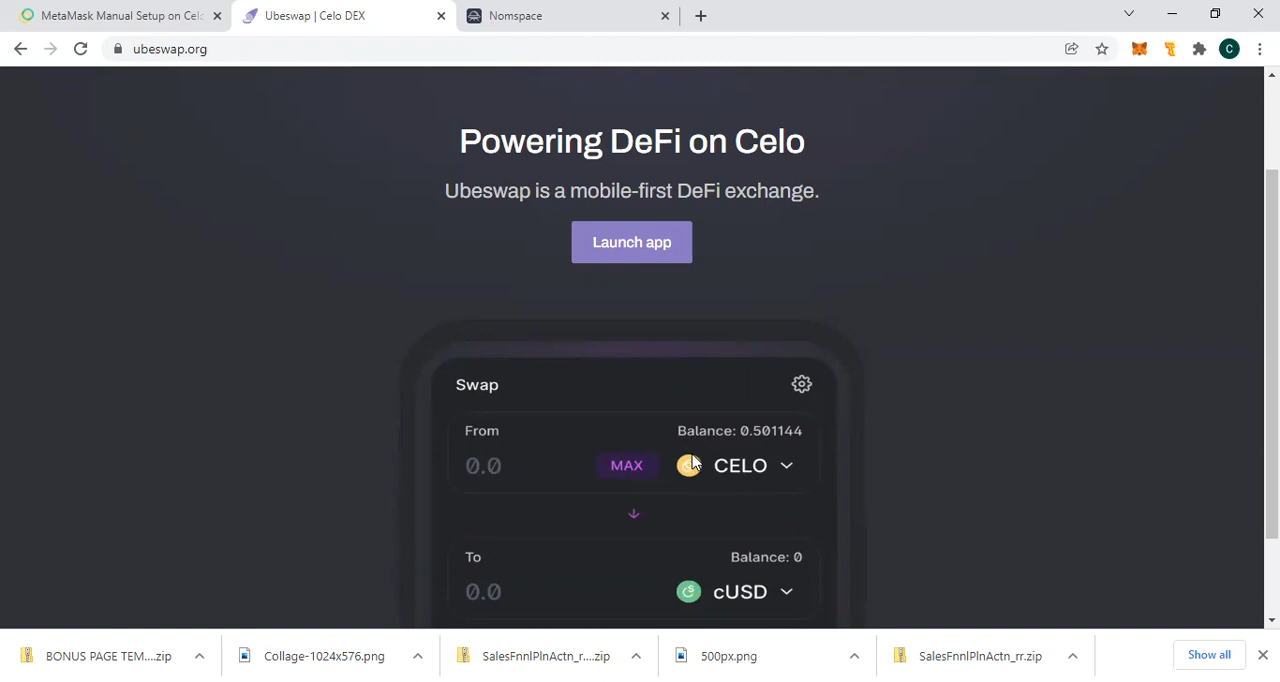 MetaMask Manual Setup on Celo
Ubeswap | Celo DEX
Nomspace
ubeswap.org
C
Powering DeFi on Celo
Ubeswap is a mobile-first DeFi exchange.
Launch app
Swap
From
Balance: 0.501144
0.0
MAX
CELO
To
Balance: 0
0.0
cUSD
BONUS PAGE TEM....zip
Collage-1024x576.png
SalesFnnlPlnActn_r....zip
500px.png
SalesFnnlPlnActn_rr.zip
Show all